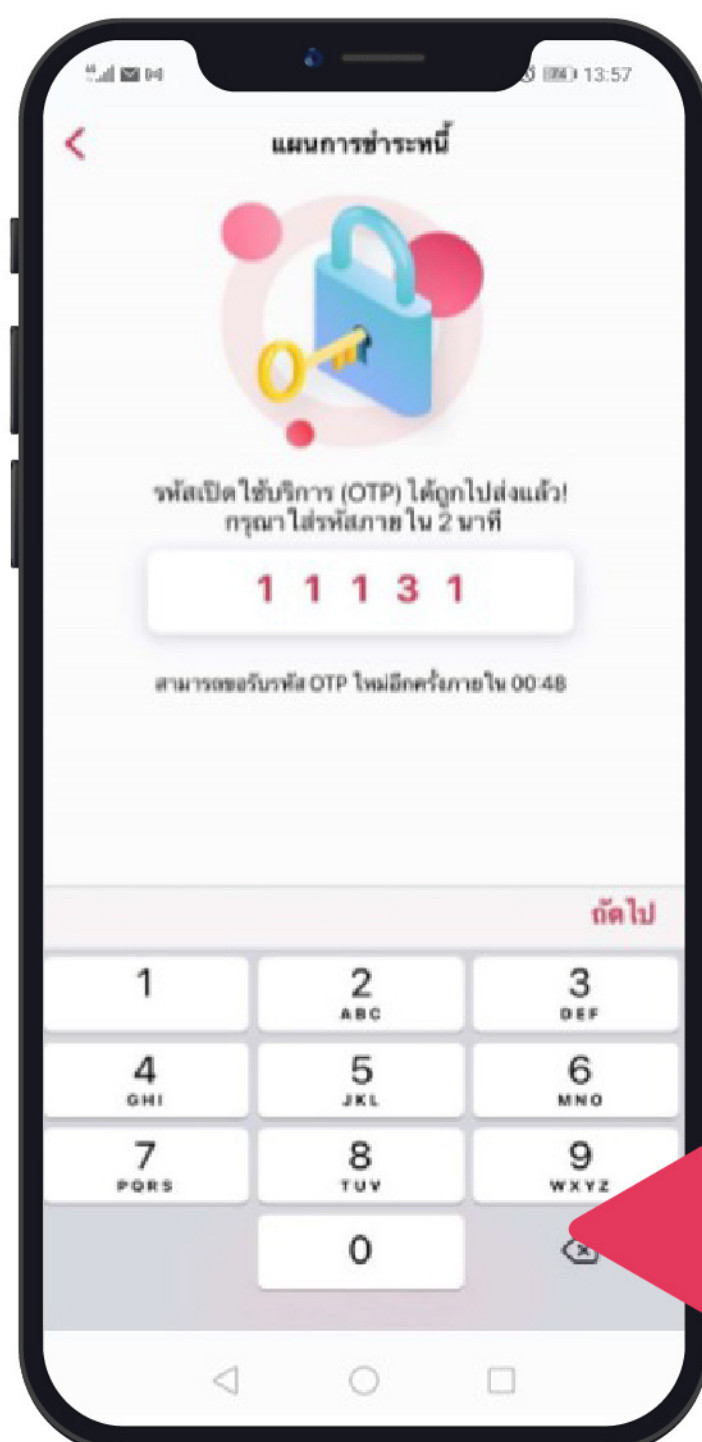 13:57
แผนการชำระหนี้
รหัสเปิดใช้บริการ (OTP) ได้ถูกไปส่งแล้ว!
กรุณาใส่รหัสภายใน 2 นาที
1 1 1 3 1
สามารถขอรับรหัส OTP ใหม่อีกครั้งภายใน 00:48
ถัดไป
1 2 3
ABC DEF
4 5 6
GHI JKL MNO
7 8 9
PQRS TUV WXYZ
0